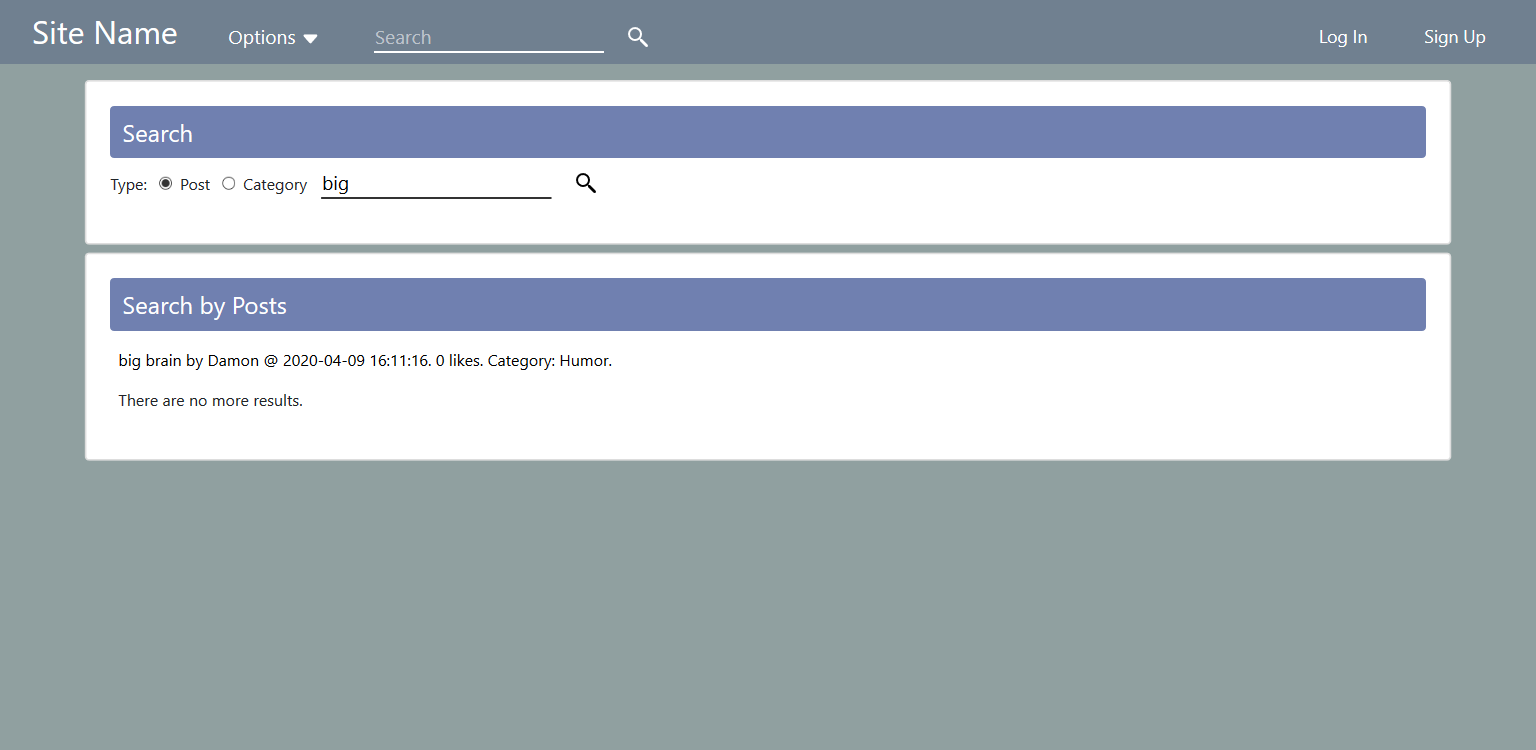 Site Name Options Search Log In Sign Up
Search
Type: Post Category big
Search by Posts
big brain by Damon @ 2020-04-09 16:11:16. 0 likes. Category: Humor.
There are no more results.